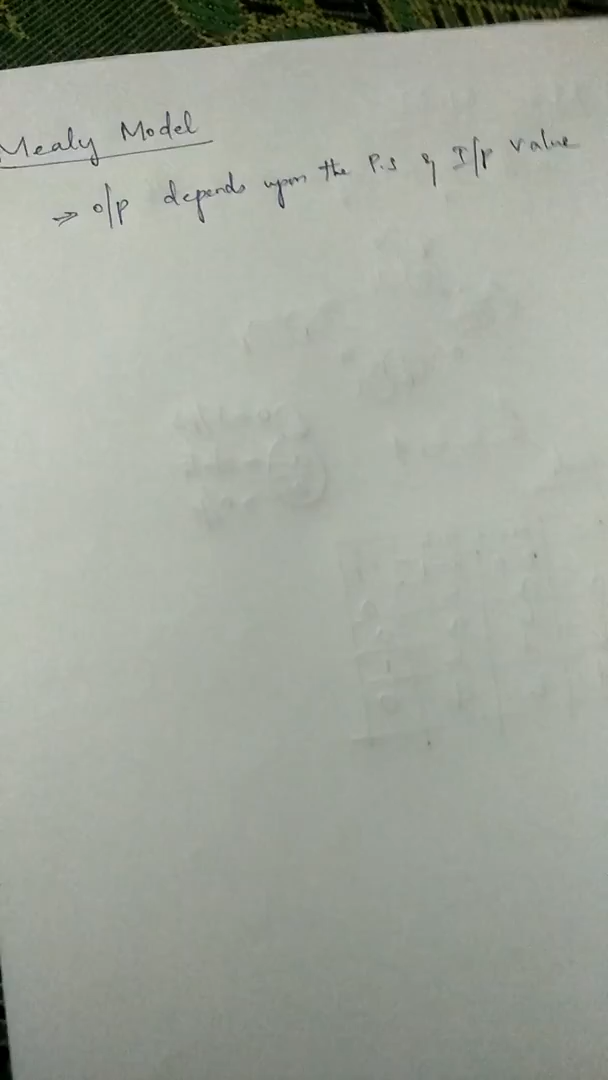 Mealy Model
⇒ o/p depends upon the P.S & I/p value